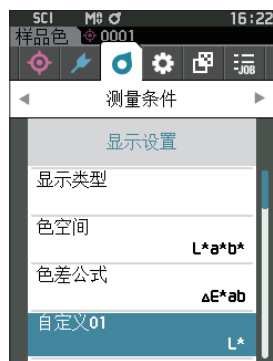 SCI M0 16:22
样品色 0001
-JOB
测量条件
显示设置
显示类型
色空间
L*a*b*
色差公式
△E*ab
自定义01
L*